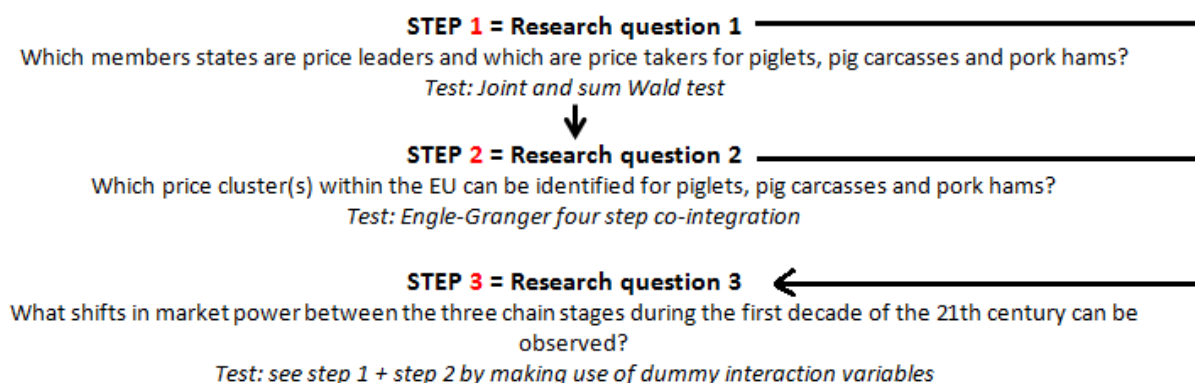 STEP 1 = Research question 1
Which members states are price leaders and which are price takers for piglets, pig carcasses and pork hams?
Test: Joint and sum Wald test
STEP 2 = Research question 2
Which price cluster(s) within the EU can be identified for piglets, pig carcasses and pork hams?
Test: Engle-Granger four step co-integration
STEP 3 = Research question 3
What shifts in market power between the three chain stages during the first decade of the 21th century can be
observed?
Test: see step 1 + step 2 by making use of dummy interaction variables